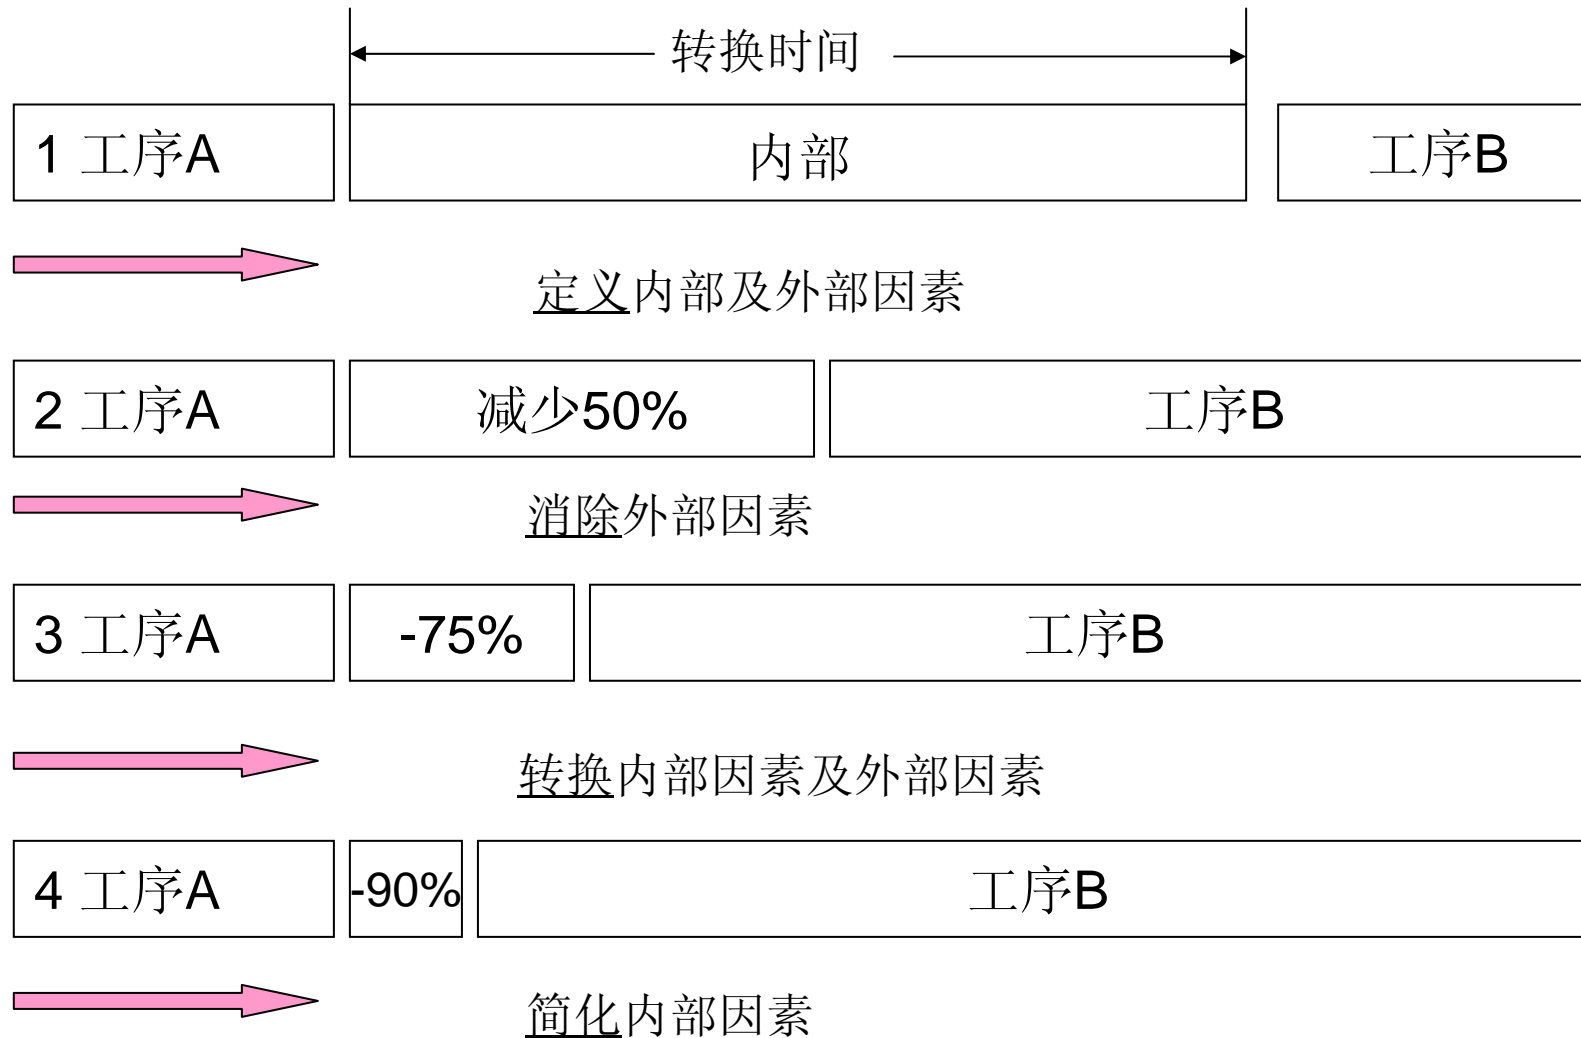 转换时间
1 工序A 内部 工序B
定义内部及外部因素
2 工序A 减少50% 工序B
消除外部因素
3 工序A -75% 工序B
转换内部因素及外部因素
4 工序A -90% 工序B
简化内部因素